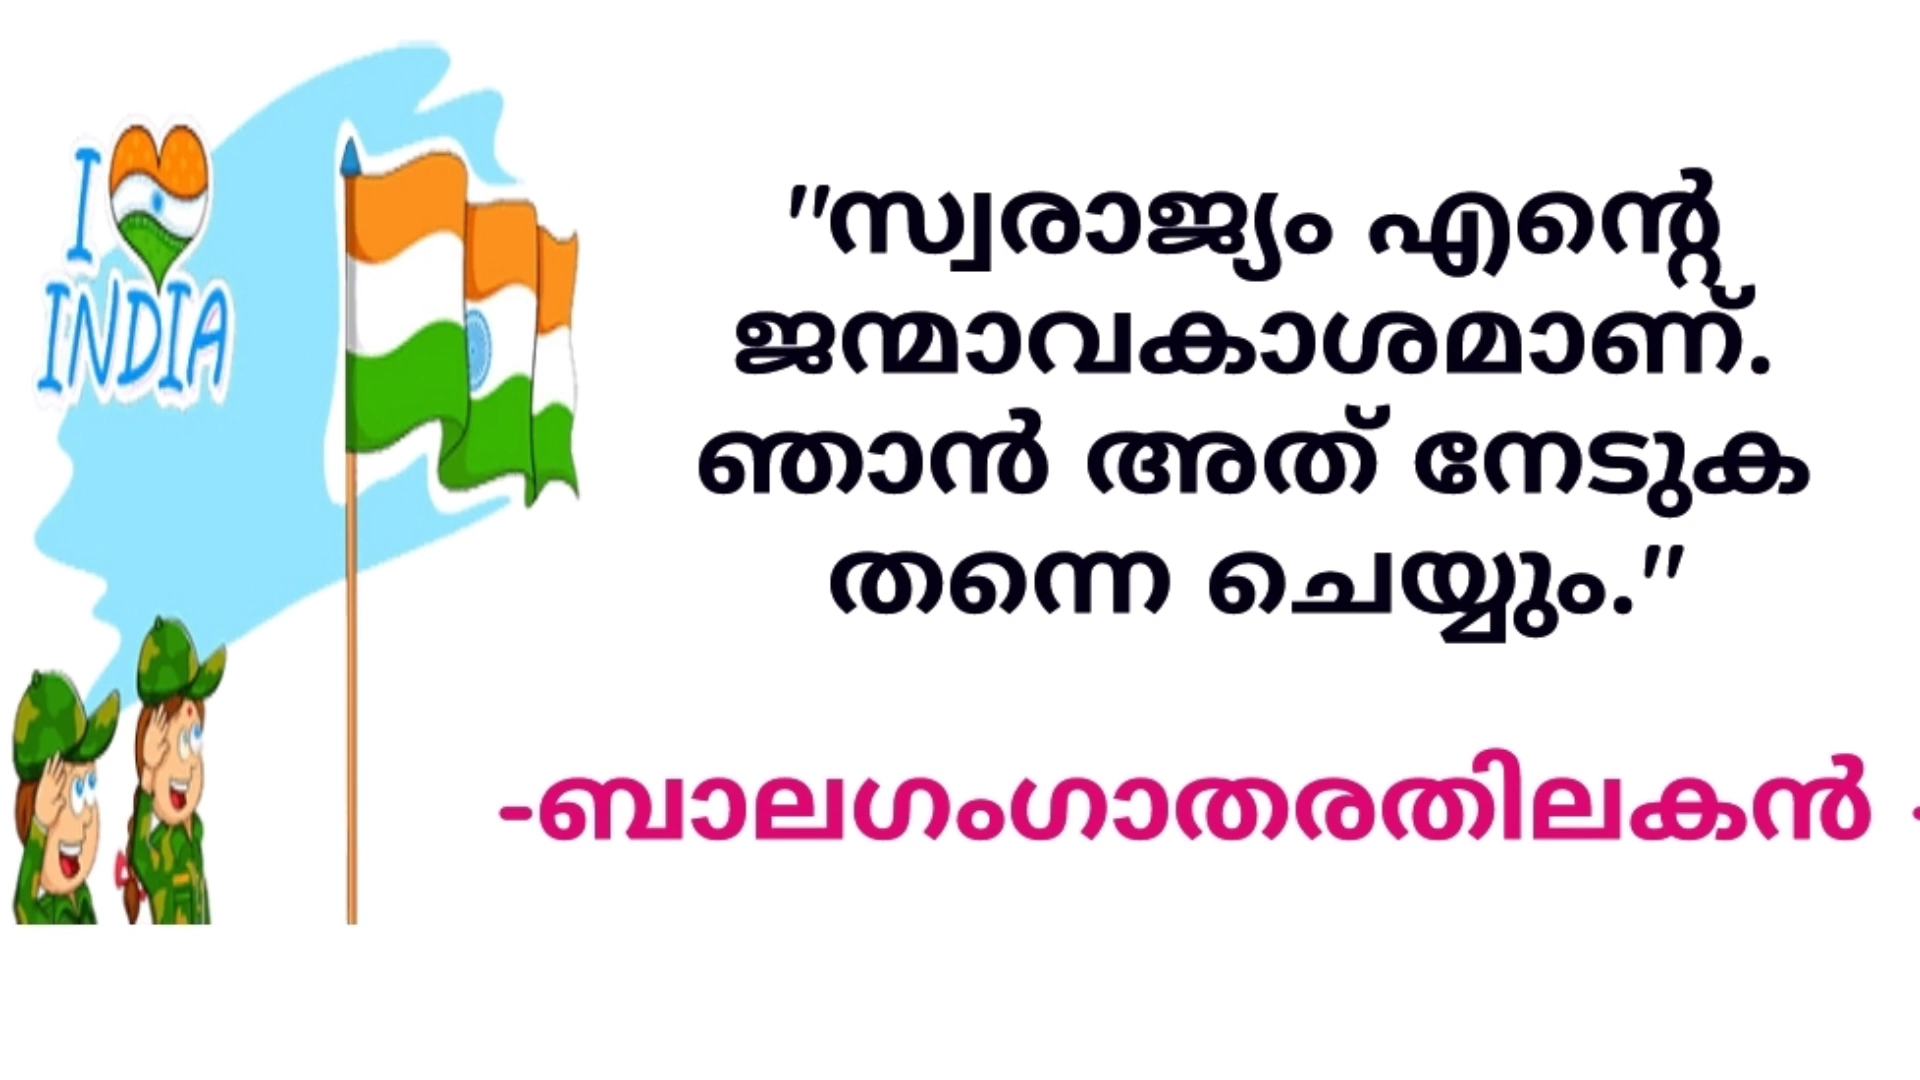 I
INDIA
"സ്വരാജ്യം എന്റെ
ജന്മാവകാശമാണ്.
ഞാൻ അത് നേടുക
തന്നെ ചെയ്യും."
-ബാലഗംഗാതരതിലകൻ -